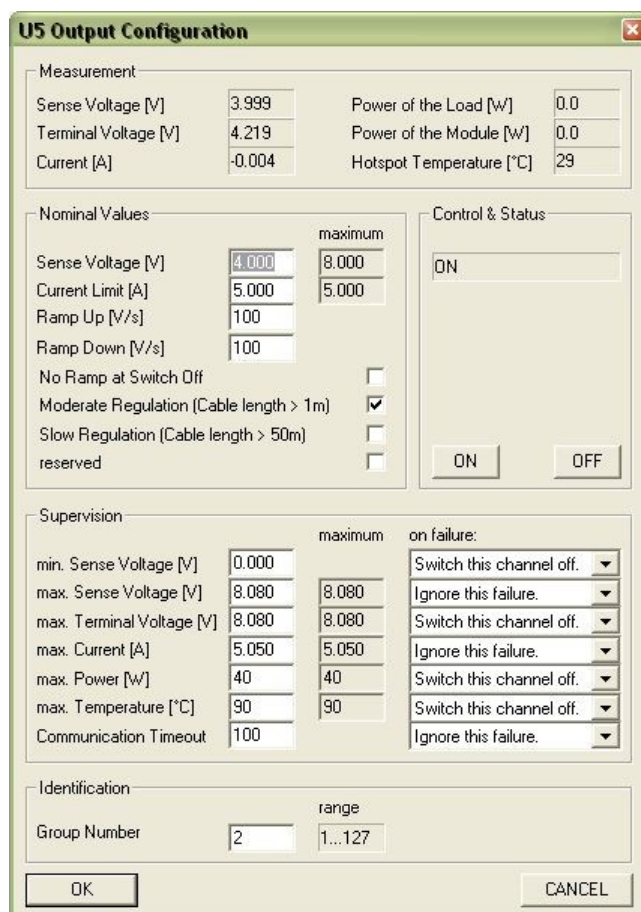 U5 Output Configuration
Measurement
Sense Voltage [V] 3.999 Power of the Load [W] 0.0
Terminal Voltage [V] 4.219 Power of the Module [W] 0.0
Current [A] -0.004 Hotspot Temperature [°C] 29
Nominal Values
maximum
Sense Voltage [V] 4.000 8.000
Current Limit [A] 5.000 5.000
Ramp Up [V/s] 100
Ramp Down [V/s] 100
No Ramp at Switch Off
Moderate Regulation (Cable length > 1m)
Slow Regulation (Cable length > 50m)
reserved
Control & Status
ON
ON OFF
Supervision
maximum on failure:
min. Sense Voltage [V] 0.000 Switch this channel off.
max. Sense Voltage [V] 8.080 8.080 Ignore this failure.
max. Terminal Voltage [V] 8.080 8.080 Switch this channel off.
max. Current [A] 5.050 5.050 Ignore this failure.
max. Power [W] 40 40 Switch this channel off.
max. Temperature [°C] 90 90 Switch this channel off.
Communication Timeout 100 Ignore this failure.
Identification
range
Group Number 2 1...127
OK CANCEL